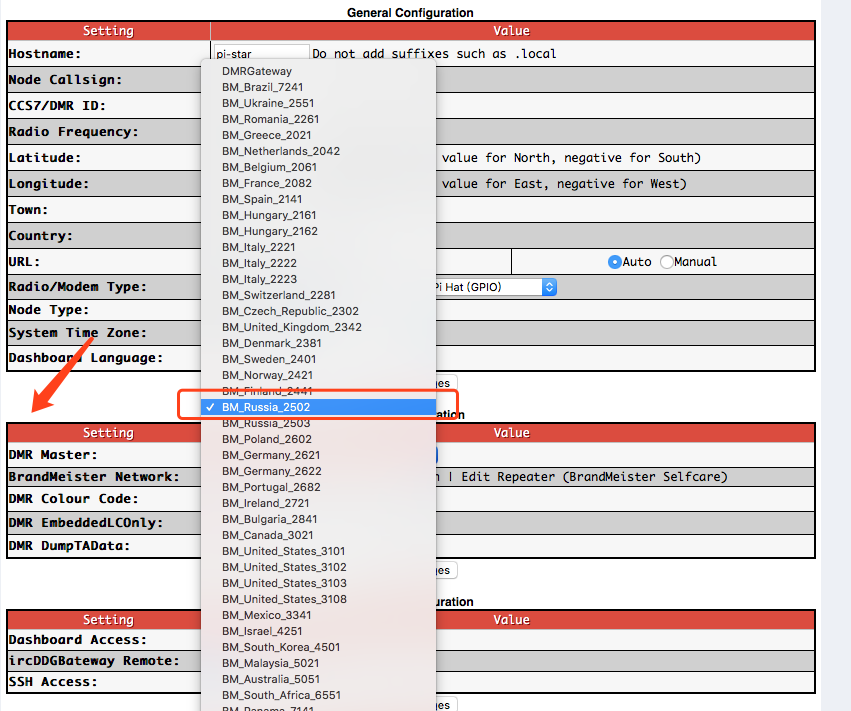 General Configuration
Setting Value
Hostname: pi-star Do not add suffixes such as .local
Node Callsign:
CCS7/DMR ID:
Radio Frequency:
Latitude: value for North, negative for South)
Longitude: value for East, negative for West)
Town:
Country:
URL: Auto Manual
Radio/Modem Type: Pi Hat (GPIO)
Node Type:
System Time Zone:
Dashboard Language:
DMRGateway
BM_Brazil_7241
BM_Ukraine_2551
BM_Romania_2261
BM_Greece_2021
BM_Netherlands_2042
BM_Belgium_2061
BM_France_2082
BM_Spain_2141
BM_Hungary_2161
BM_Hungary_2162
BM_Italy_2221
BM_Italy_2222
BM_Italy_2223
BM_Switzerland_2281
BM_Czech_Republic_2302
BM_United_Kingdom_2342
BM_Denmark_2381
BM_Sweden_2401
BM_Norway_2421
BM_Finland_2441
✓ BM_Russia_2502
BM_Russia_2503
BM_Poland_2602
BM_Germany_2621
BM_Germany_2622
BM_Portugal_2682
BM_Ireland_2721
BM_Bulgaria_2841
BM_Canada_3021
BM_United_States_3101
BM_United_States_3102
BM_United_States_3103
BM_United_States_3108
BM_Mexico_3341
BM_Israel_4251
BM_South_Korea_4501
BM_Malaysia_5021
BM_Australia_5051
BM_South_Africa_6551
BM_Panama_7141
ges
ration
Setting Value
DMR Master:
BrandMeister Network: | Edit Repeater (BrandMeister Selfcare)
DMR Colour Code:
DMR EmbeddedLCOnly:
DMR DumpTAData:
ges
uration
Setting Value
Dashboard Access:
ircDDGBateway Remote:
SSH Access:
ges